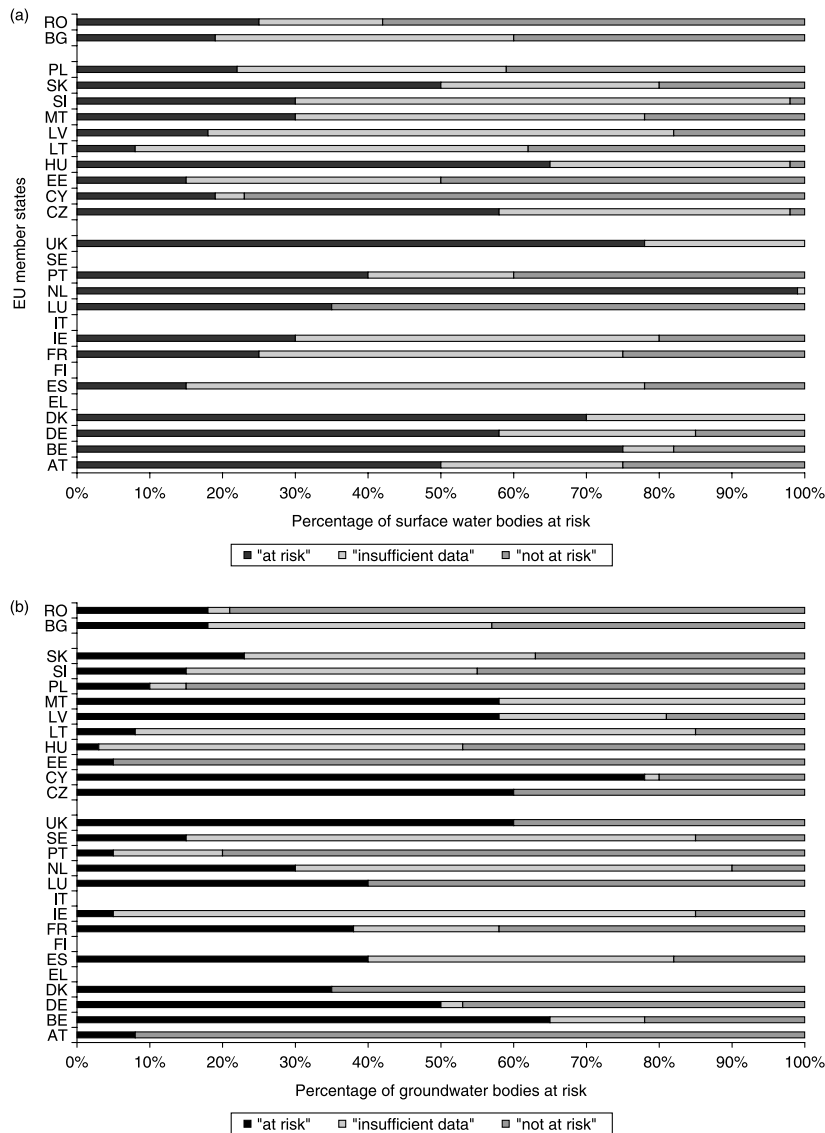 (a)
RO
BG
PL
SK
SI
MT
LV
LT
HU
EE
CY
CZ
UK
SE
PT
NL
LU
IT
IE
FR
FI
ES
EL
DK
DE
BE
AT
EU member states
0% 10% 20% 30% 40% 50% 60% 70% 80% 90% 100%
Percentage of surface water bodies at risk
"at risk" "insufficient data" "not at risk"
(b)
RO
BG
SK
SI
PL
MT
LV
LT
HU
EE
CY
CZ
UK
SE
PT
NL
LU
IT
IE
FR
FI
ES
EL
DK
DE
BE
AT
0% 10% 20% 30% 40% 50% 60% 70% 80% 90% 100%
Percentage of groundwater bodies at risk
"at risk" "insufficient data" "not at risk"